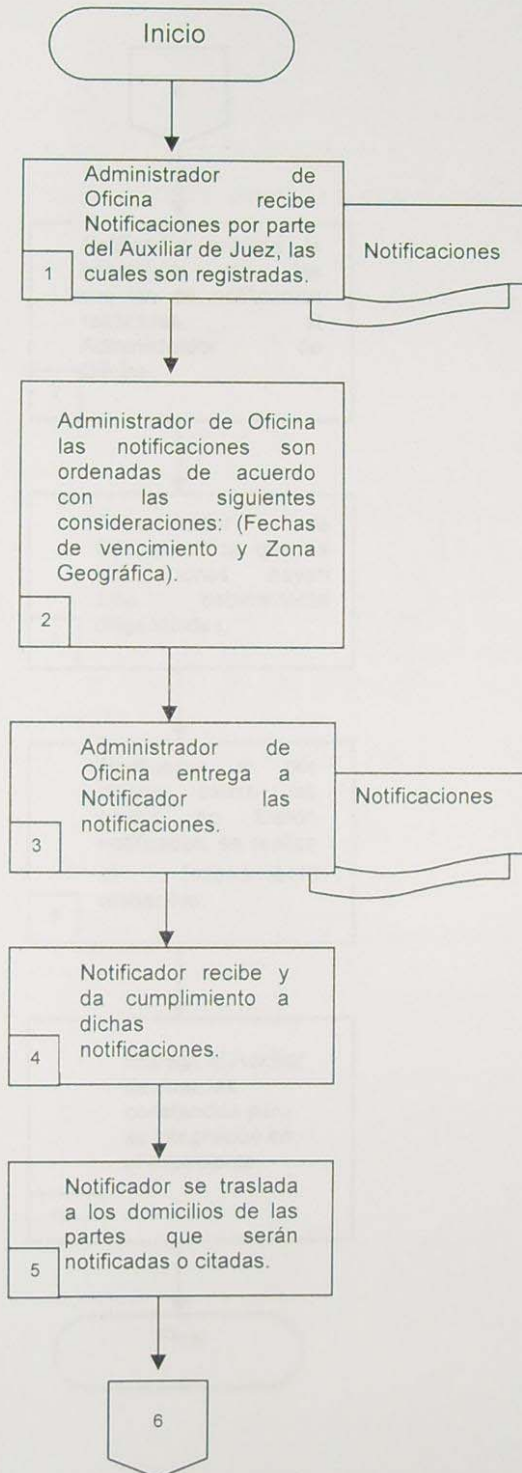 Inicio
Administrador de
Oficina recibe
Notificaciones por parte
del Auxiliar de Juez, las
cuales son registradas.
1
Notificaciones
Administrador de Oficina
las notificaciones son
ordenadas de acuerdo
con las siguientes
consideraciones: (Fechas
de vencimiento y Zona
Geográfica).
2
Administrador de
Oficina entrega a
Notificador las
notificaciones.
3
Notificaciones
Notificador recibe y
da cumplimiento a
dichas
notificaciones.
4
Notificador se traslada
a los domicilios de las
partes que serán
notificadas o citadas.
5
6